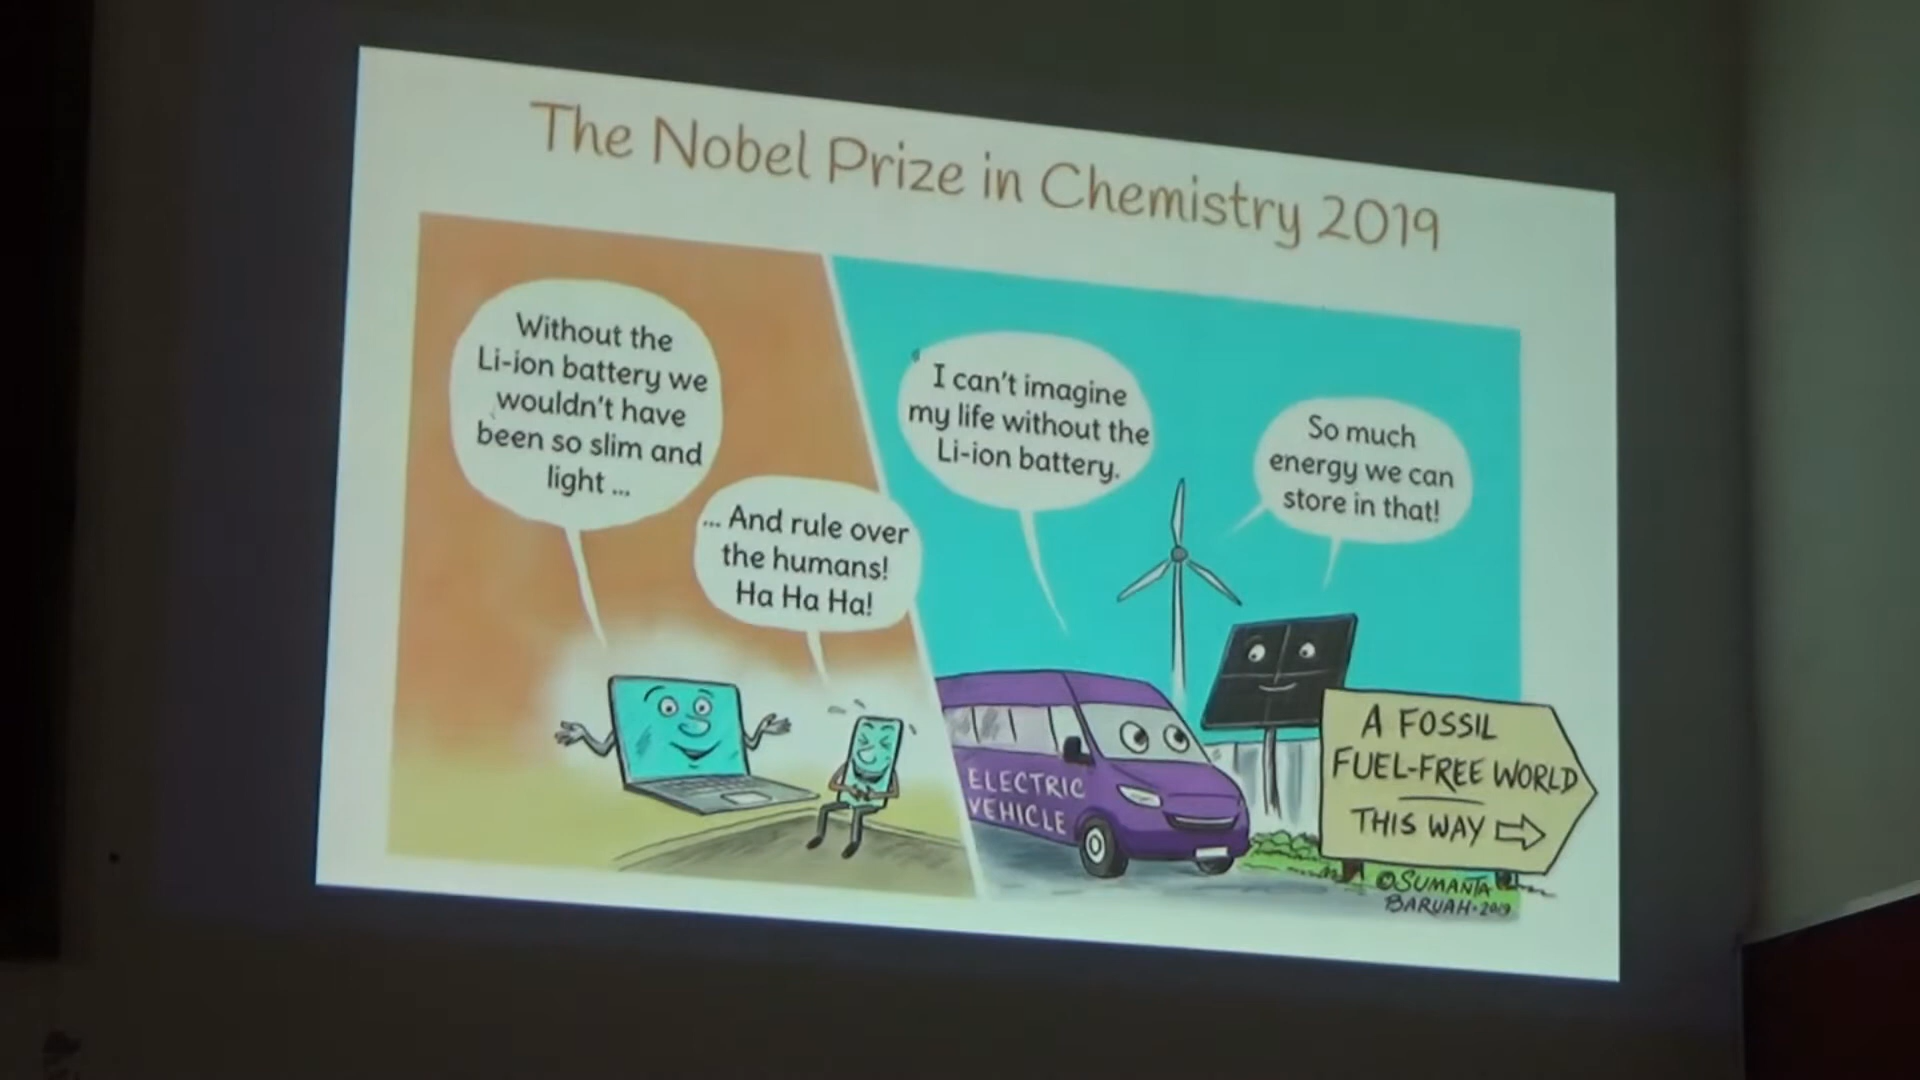 The Nobel Prize in Chemistry 2019
Without the
Li-ion battery we
wouldn't have
been so slim and
light ...
... And rule over
the humans!
Ha Ha Ha!
I can't imagine
my life without the
Li-ion battery.
So much
energy we can
store in that!
ELECTRIC
VEHICLE
A FOSSIL
FUEL-FREE WORLD
THIS WAY
©SUMANTA
BARUAH·2019